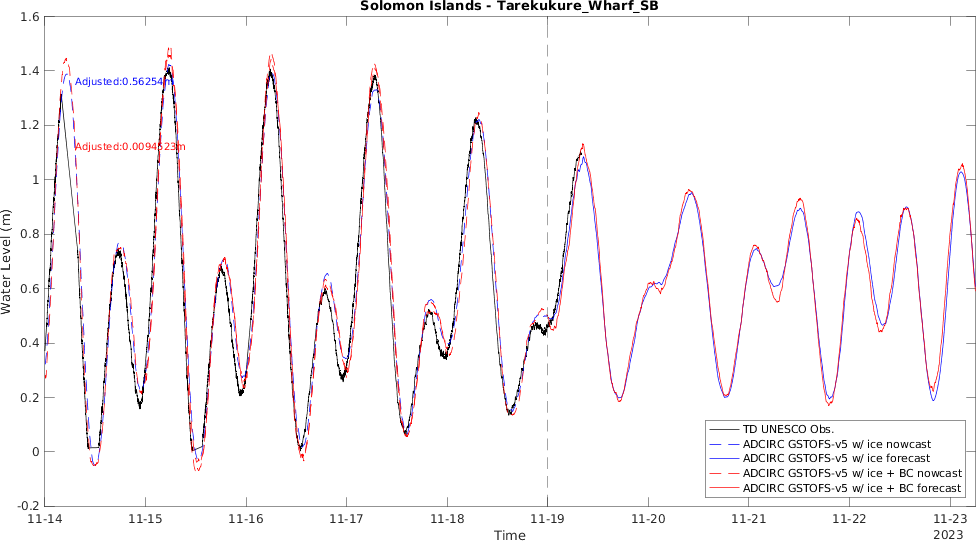 Solomon Islands - Tarekukure_Wharf_SB
1.6
1.4
1.2
1
0.8
0.6
0.4
0.2
0
-0.2
Water Level (m)
Adjusted:0.56254m
Adjusted:0.0094523m
TD UNESCO Obs.
ADCIRC GSTOFS-v5 w/ ice nowcast
ADCIRC GSTOFS-v5 w/ ice forecast
ADCIRC GSTOFS-v5 w/ ice + BC nowcast
ADCIRC GSTOFS-v5 w/ ice + BC forecast
11-14 11-15 11-16 11-17 11-18 11-19 11-20 11-21 11-22 11-23
2023
Time